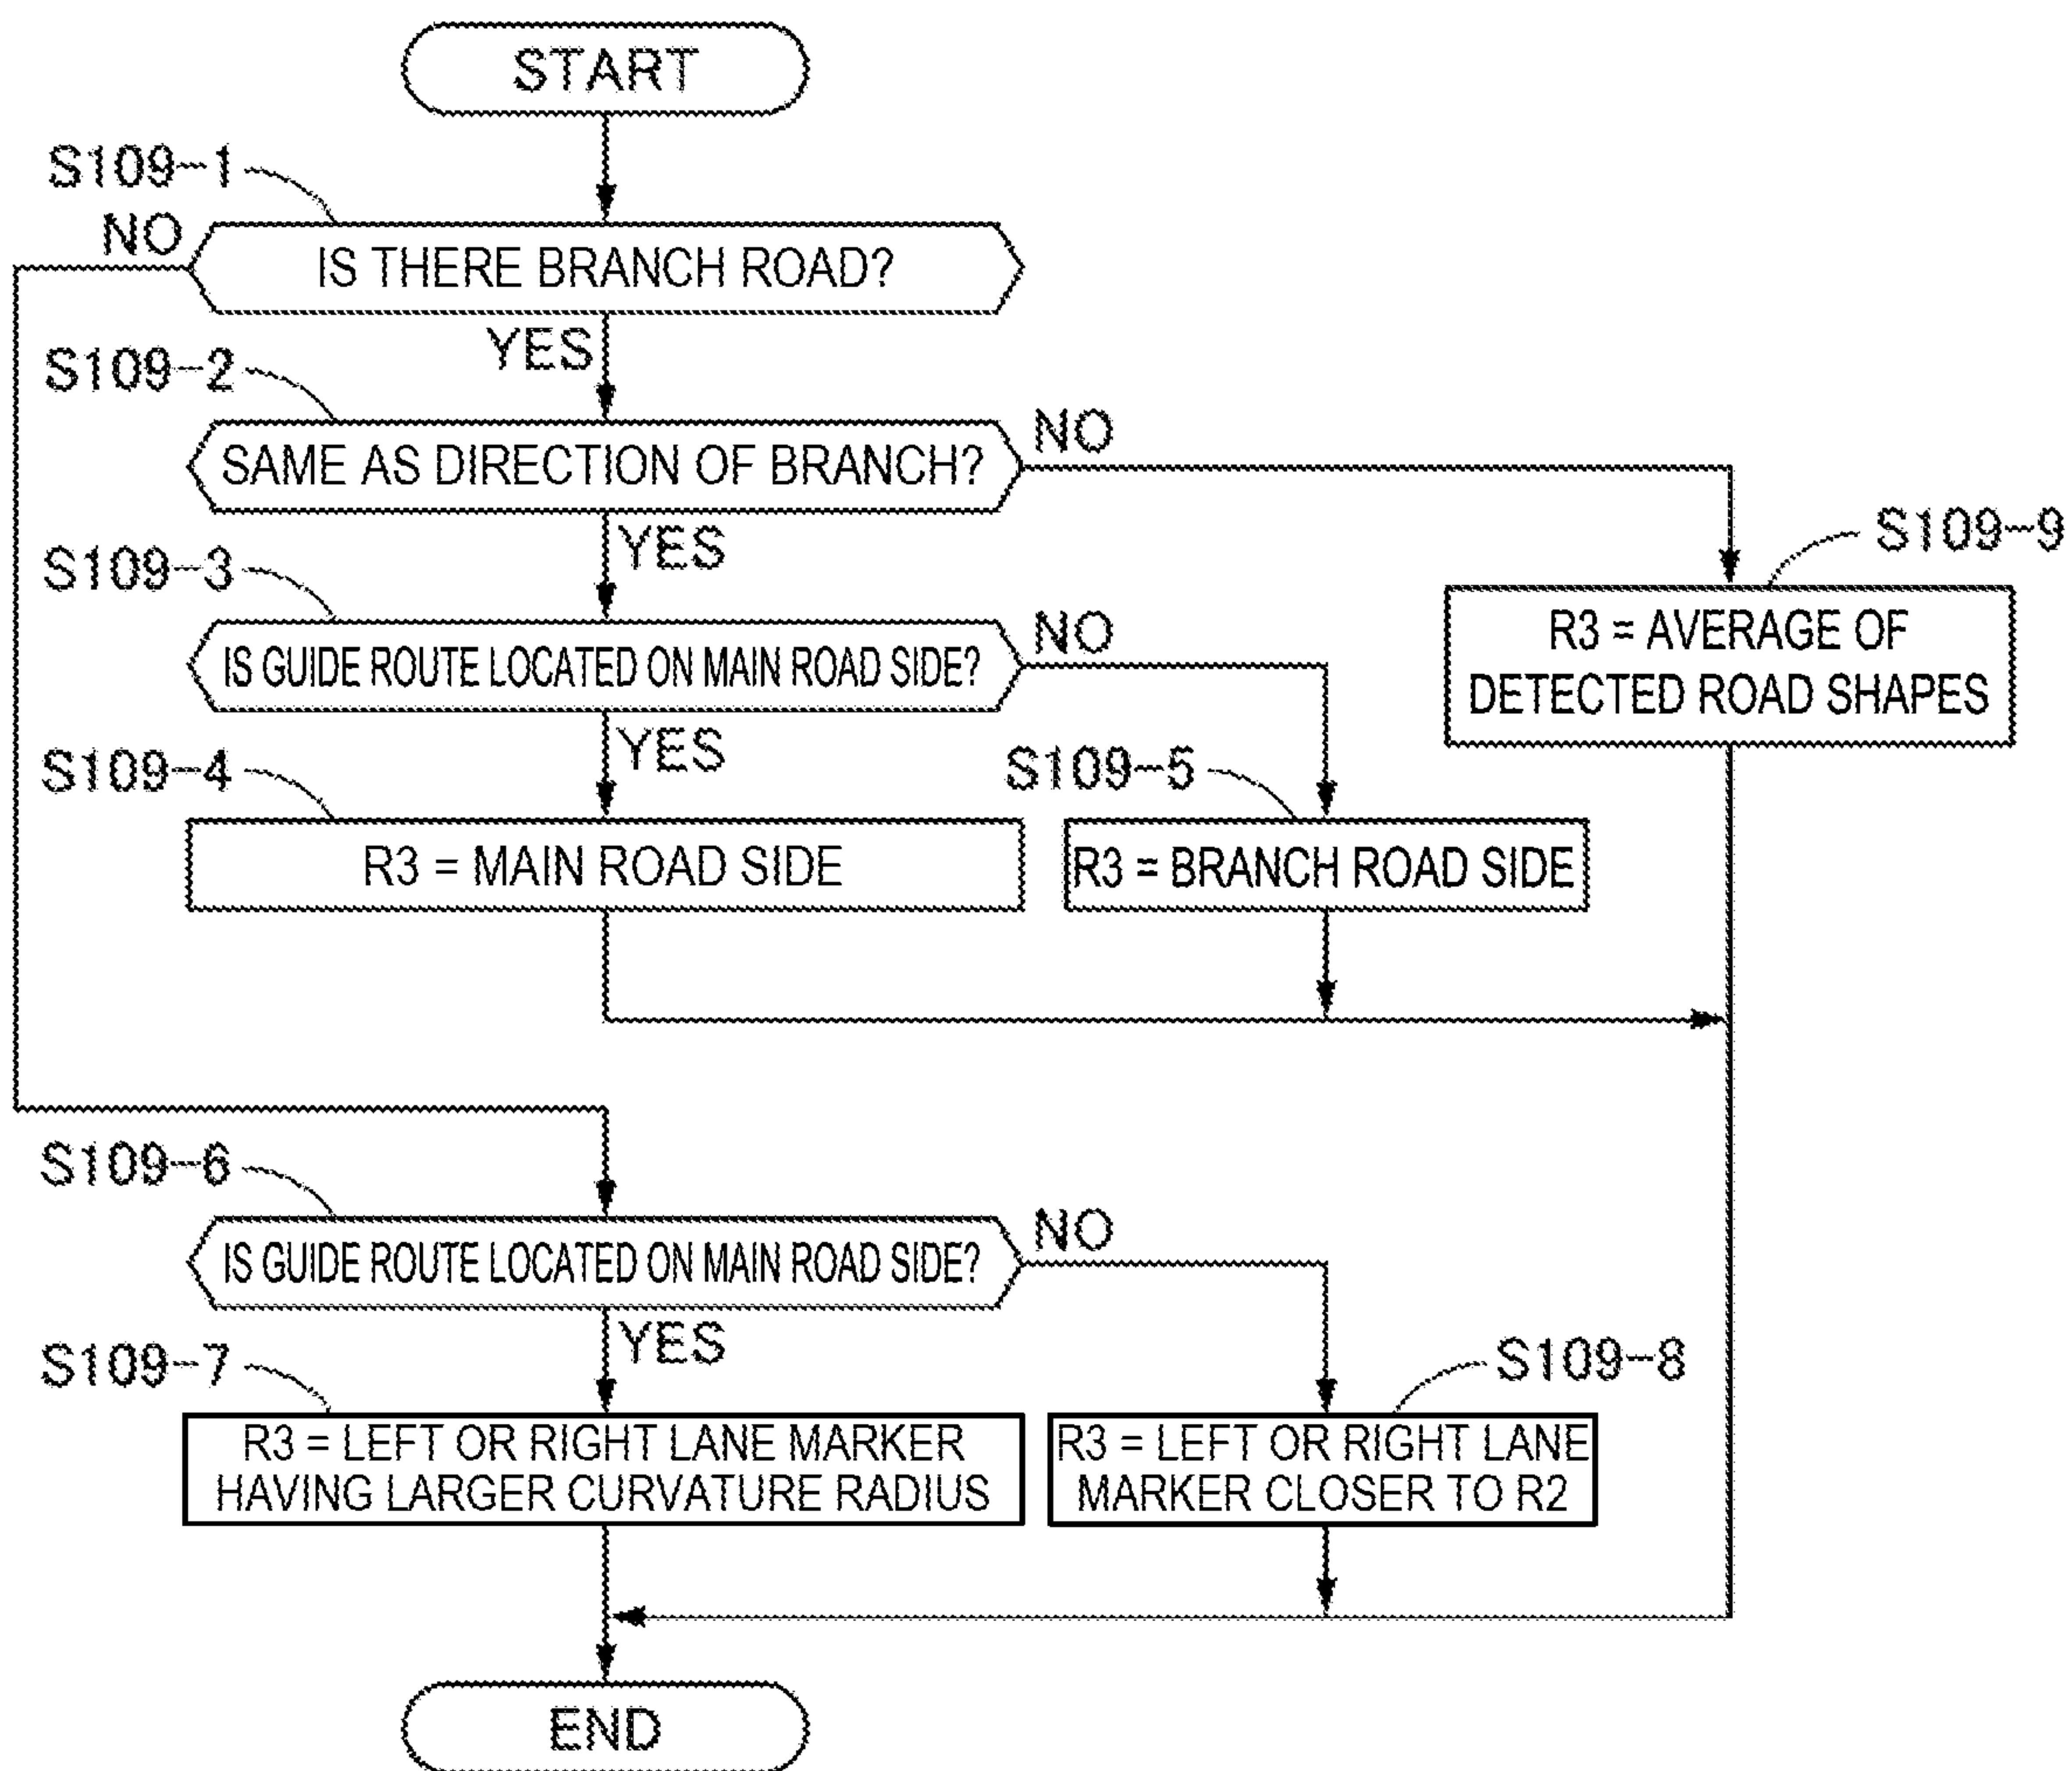 START
S109-1
NO
IS THERE BRANCH ROAD?
YES
S109-2
NO
SAME AS DIRECTION OF BRANCH?
YES
S109-9
S109-3
NO
R3 = AVERAGE OF
DETECTED ROAD SHAPES
IS GUIDE ROUTE LOCATED ON MAIN ROAD SIDE?
YES
S109-4
S109-5
R3 = MAIN ROAD SIDE
R3 = BRANCH ROAD SIDE
S109-6
NO
IS GUIDE ROUTE LOCATED ON MAIN ROAD SIDE?
YES
S109-7
S109-8
R3 = LEFT OR RIGHT LANE MARKER
HAVING LARGER CURVATURE RADIUS
R3 = LEFT OR RIGHT LANE
MARKER CLOSER TO R2
END